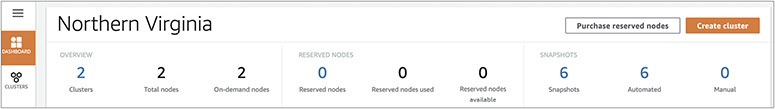 Northern Virginia
Purchase reserved nodes
Create cluster
DASHBOARD
CLUSTERS
OVERVIEW
2 2 2
Clusters Total nodes On-demand nodes
RESERVED NODES
0 0 0
Reserved nodes Reserved nodes used Reserved nodes
available
SNAPSHOTS
6 6 0
Snapshots Automated Manual